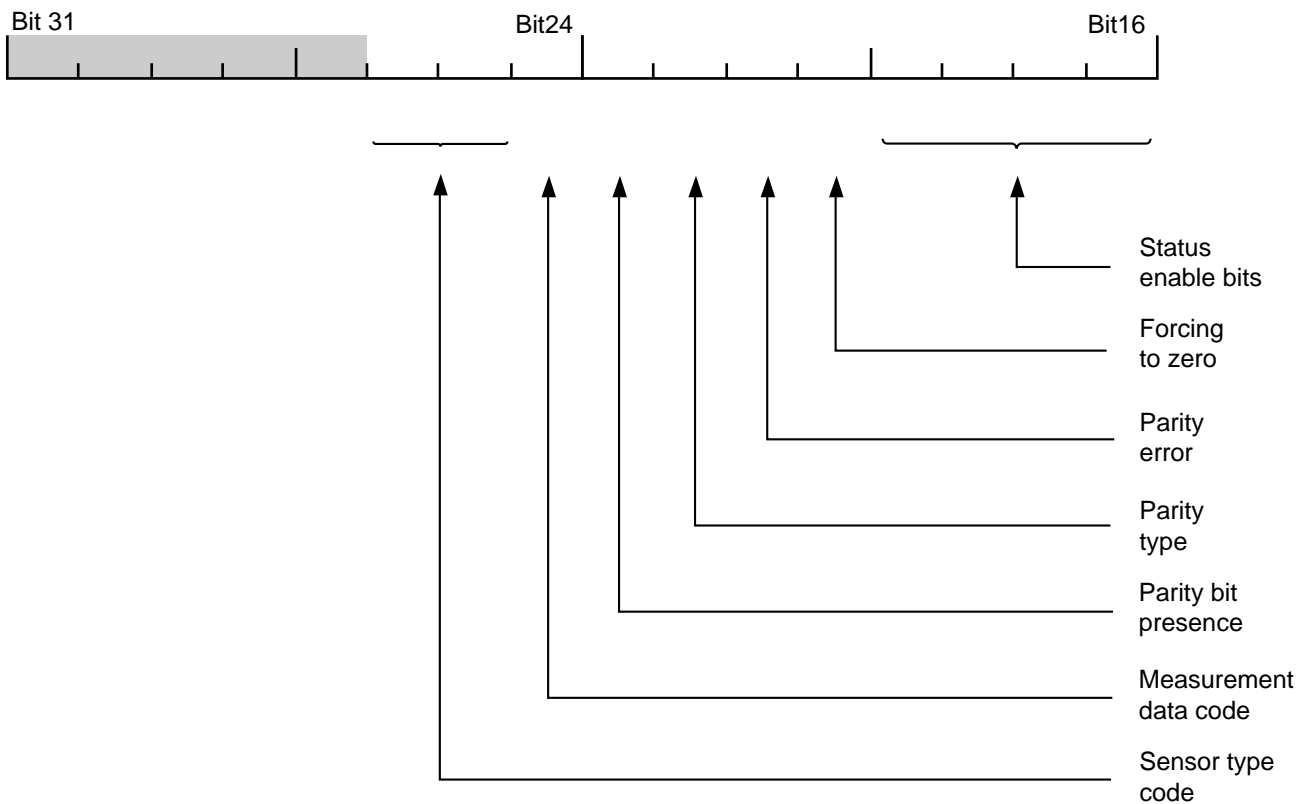 Bit 31
Bit24
Bit16
Status
enable bits
Forcing
to zero
Parity
error
Parity
type
Parity bit
presence
Measurement
data code
Sensor type
code